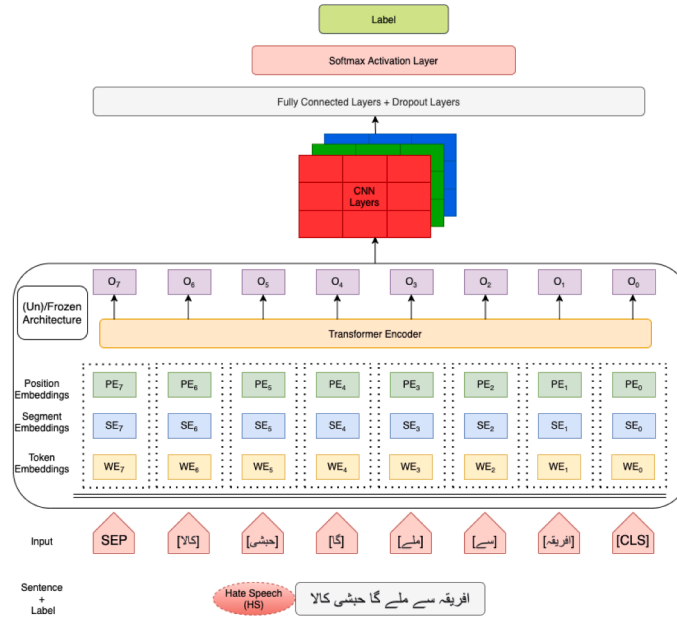 Label
Softmax Activation Layer
Fully Connected Layers + Dropout Layers
CNN
Layers
O₇ O₆ O₅ O₄ O₃ O₂ O₁ O₀
(Un)/Frozen
Architecture
Transformer Encoder
Position
Embeddings
PE₇ PE₆ PE₅ PE₄ PE₃ PE₂ PE₁ PE₀
Segment
Embeddings
SE₇ SE₆ SE₅ SE₄ SE₃ SE₂ SE₁ SE₀
Token
Embeddings
WE₇ WE₆ WE₅ WE₄ WE₃ WE₂ WE₁ WE₀
Input
SEP [كالا] [حبشی] [گا] [ملے] [سے] [افریقہ] [CLS]
Sentence
+
Label
Hate Speech
(HS)
افریقہ سے ملے گا حبشی کالا